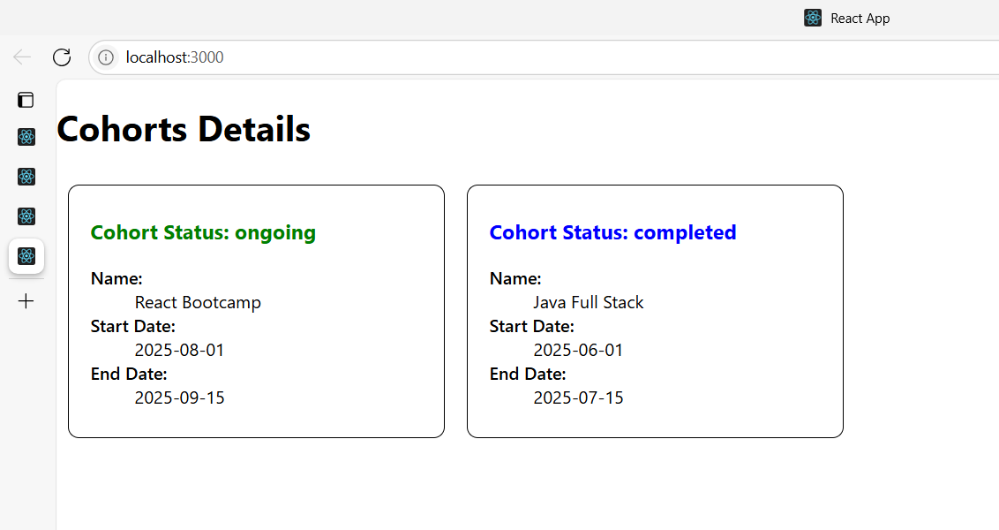 React App
localhost:3000
Cohorts Details
Cohort Status: ongoing
Name:
React Bootcamp
Start Date:
2025-08-01
End Date:
2025-09-15
Cohort Status: completed
Name:
Java Full Stack
Start Date:
2025-06-01
End Date:
2025-07-15